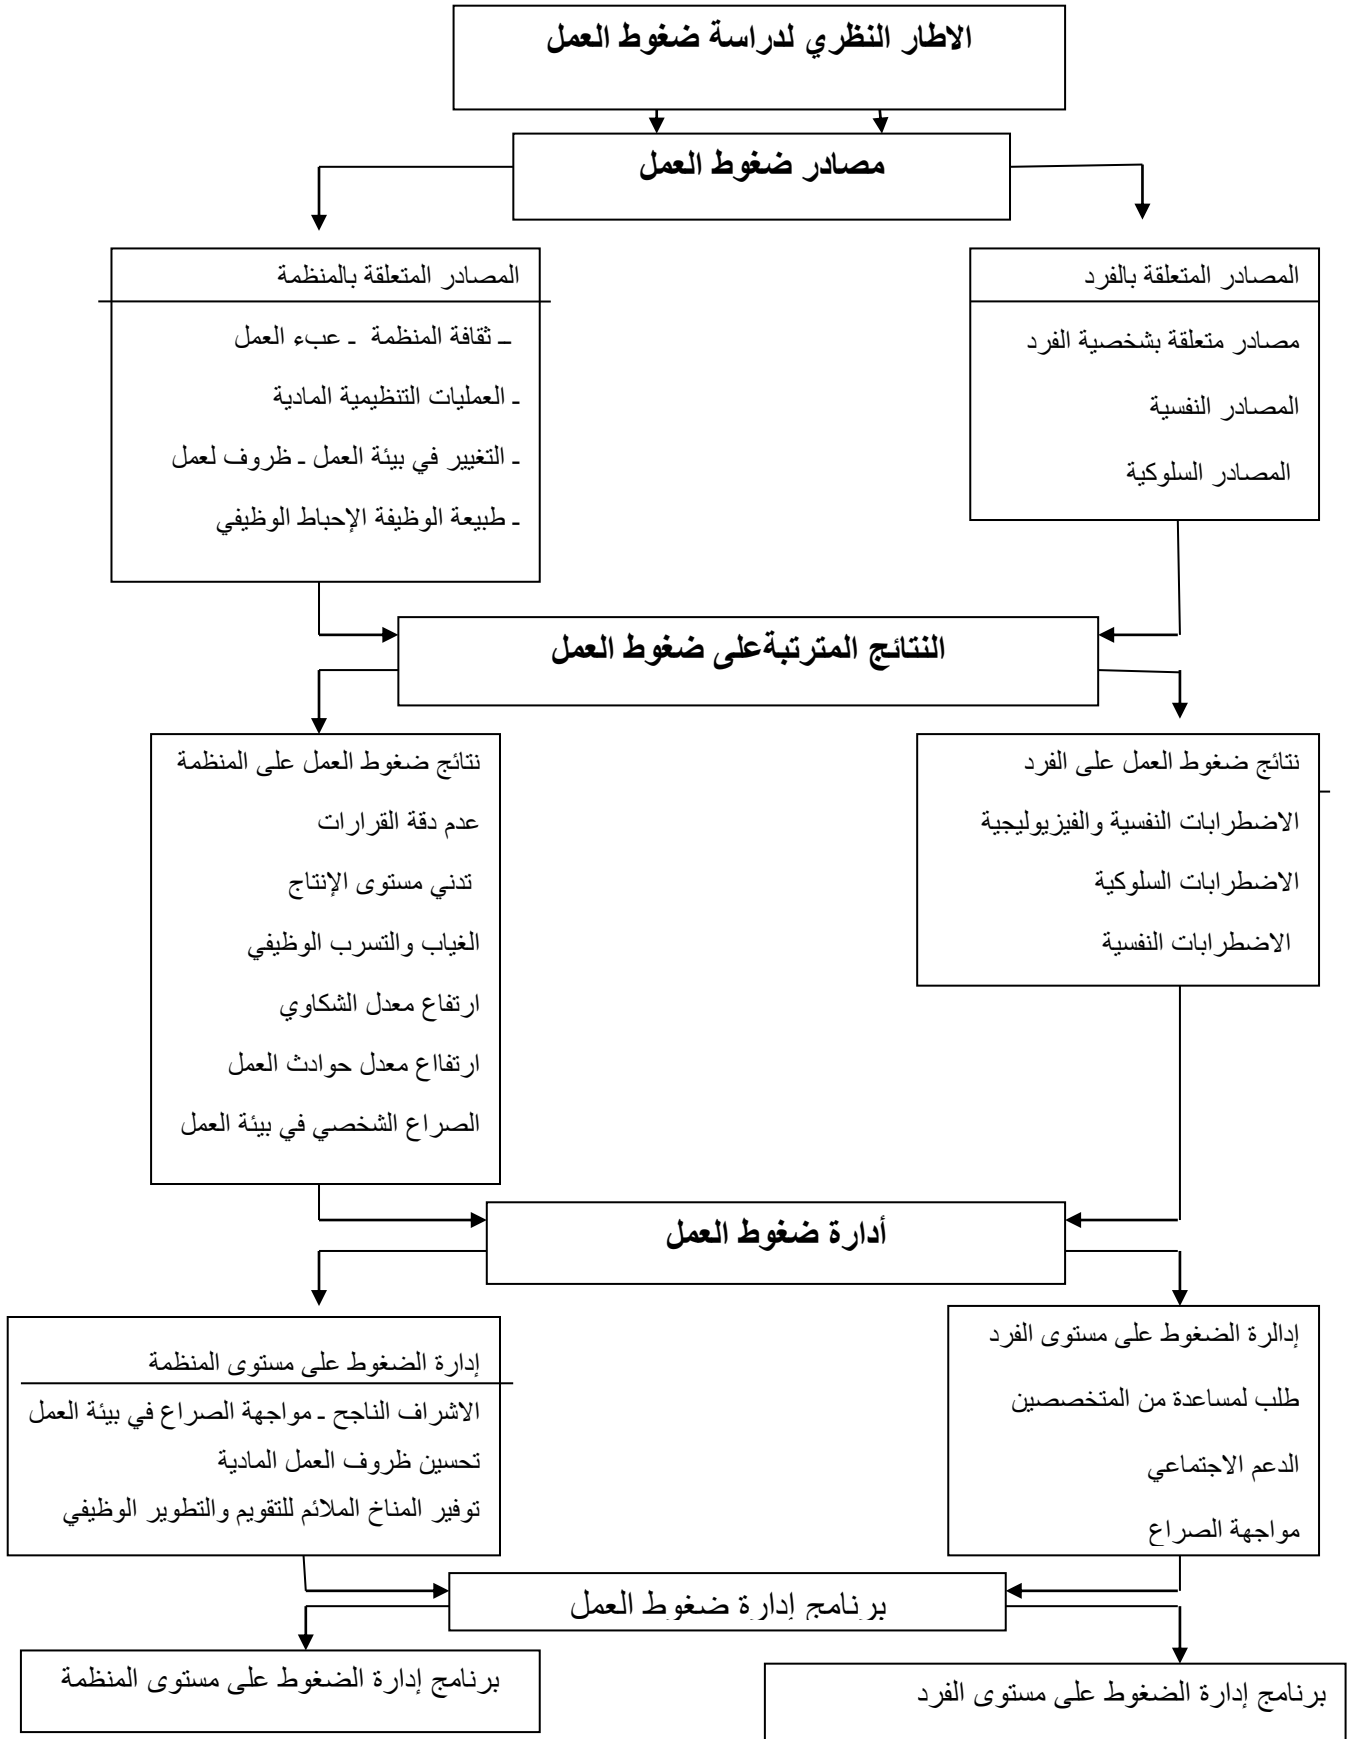 الاطار النظري لدراسة ضغوط العمل
مصادر ضغوط العمل
المصادر المتعلقة بالفرد
مصادر متعلقة بشخصية الفرد
المصادر النفسية
المصادر السلوكية
المصادر المتعلقة بالمنظمة
ــ ثقافة المنظمة ـ عبء العمل
ـ العمليات التنظيمية المادية
ـ التغيير في بيئة العمل ـ ظروف لعمل
ـ طبيعة الوظيفة الإحباط الوظيفي
النتائج المترتبةعلى ضغوط العمل
نتائج ضغوط العمل على الفرد
الاضطرابات النفسية والفيزيوليجية
الاضطرابات السلوكية
الاضطرابات النفسية
نتائج ضغوط العمل على المنظمة
عدم دقة القرارات
تدني مستوى الإنتاج
الغياب والتسرب الوظيفي
ارتفاع معدل الشكاوي
ارتفااع معدل حوادث العمل
الصراع الشخصي في بيئة العمل
أدارة ضغوط العمل
إدالرة الضغوط على مستوى الفرد
طلب لمساعدة من المتخصصين
الدعم الاجتماعي
مواجهة الصراع
إدارة الضغوط على مستوى المنظمة
الاشراف الناجح ـ مواجهة الصراع في بيئة العمل
تحسين ظروف العمل المادية
توفير المناخ الملائم للتقويم والتطوير الوظيفي
برنامج إدارة ضغوط العمل
برنامج إدارة الضغوط على مستوى الفرد
برنامج إدارة الضغوط على مستوى المنظمة